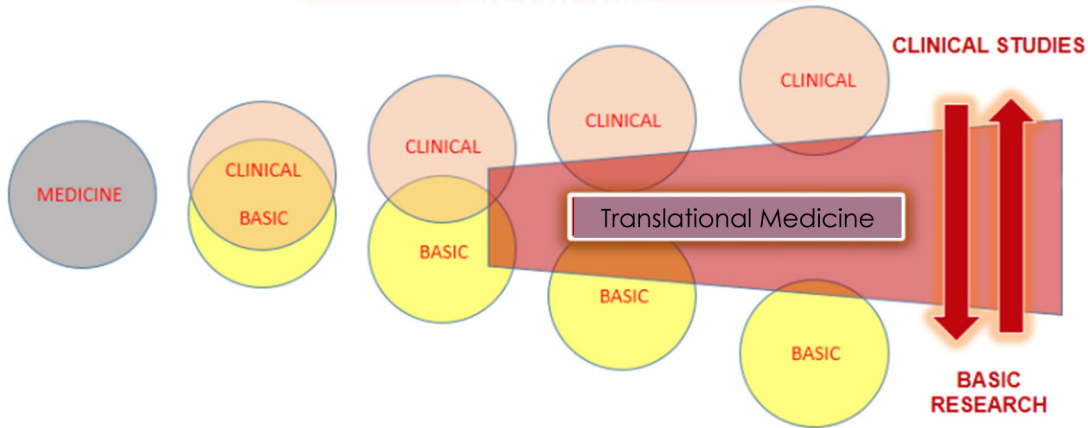 MEDICINE
CLINICAL
BASIC
CLINICAL
BASIC
CLINICAL
BASIC
CLINICAL
BASIC
Translational Medicine
CLINICAL STUDIES
BASIC
RESEARCH